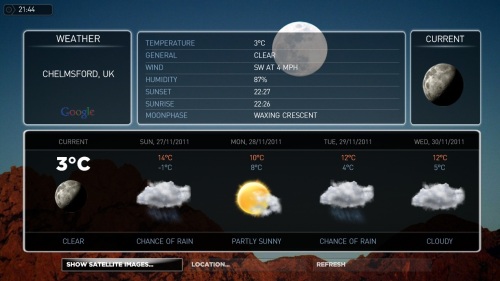 21:44
WEATHER
CHELMSFORD, UK
Google
TEMPERATURE 3°C
GENERAL CLEAR
WIND SW AT 4 MPH
HUMIDITY 87%
SUNSET 22:27
SUNRISE 22:26
MOONPHASE WAXING CRESCENT
CURRENT
CURRENT SUN, 27/11/2011 MON, 28/11/2011 TUE, 29/11/2011 WED, 30/11/2011
3°C 14°C 10°C 12°C 12°C
-1°C 8°C 4°C 5°C
CLEAR CHANCE OF RAIN PARTLY SUNNY CHANCE OF RAIN CLOUDY
SHOW SATELLITE IMAGES... LOCATION... REFRESH